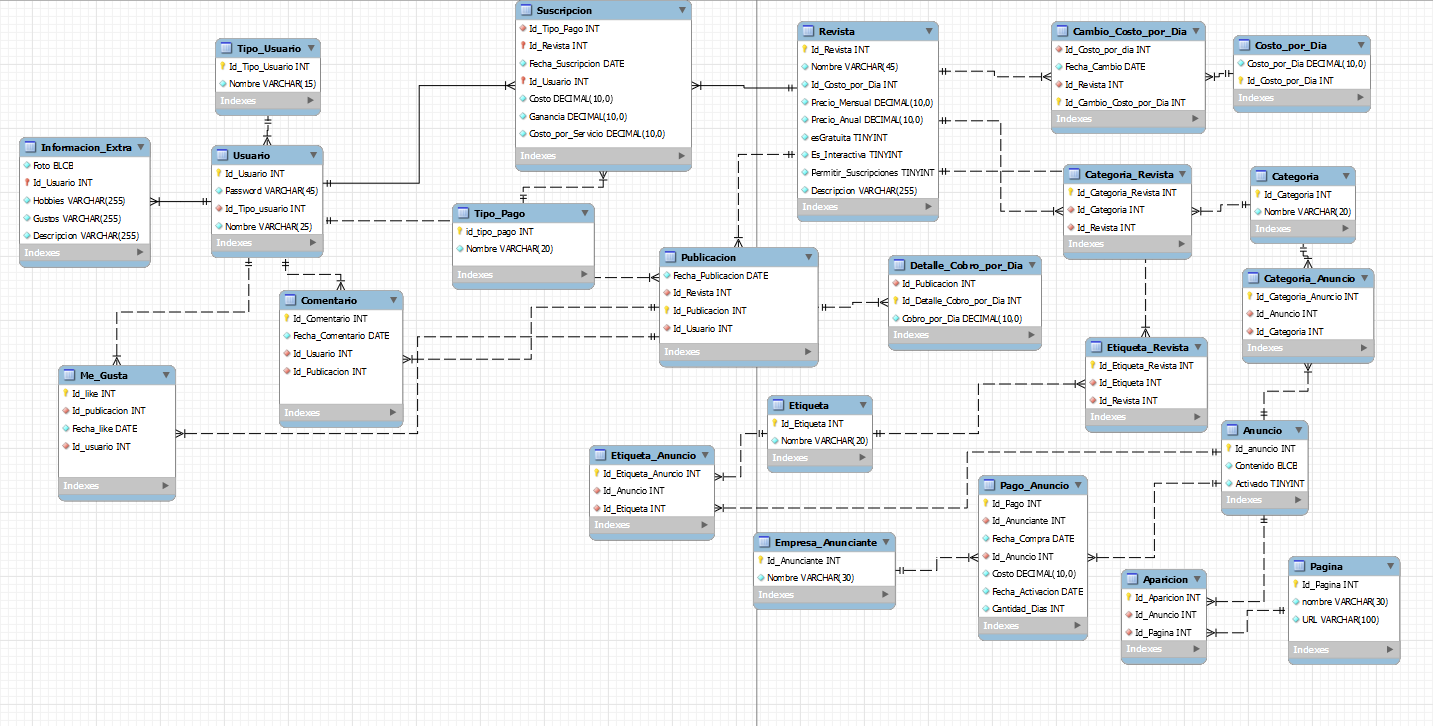 Suscripcion
Id_Tipo_Pago INT
Id_Revista INT
Fecha_Suscripcion DATE
Id_Usuario INT
Costo DECIMAL(10,0)
Ganancia DECIMAL(10,0)
Costo_por_Servicio DECIMAL(10,0)
Indexes
Tipo_Usuario
Id_Tipo_Usuario INT
Nombre VARCHAR(15)
Indexes
Revista
Id_Revista INT
Nombre VARCHAR(45)
Id_Costo_por_Dia INT
Precio_Mensual DECIMAL(10,0)
Precio_Anual DECIMAL(10,0)
esGratuita TINYINT
Es_Interactiva TINYINT
Permitir_Suscripciones TINYINT
Descripcion VARCHAR(255)
Indexes
Cambio_Costo_por_Dia
Id_Costo_por_dia INT
Fecha_Cambio DATE
Id_Revista INT
Id_Cambio_Costo_por_Dia INT
Indexes
Costo_por_Dia
Costo_por_Dia DECIMAL(10,0)
Id_Costo_por_Dia INT
Indexes
Informacion_Extra
Foto BLOB
Id_Usuario INT
Hobbies VARCHAR(255)
Gustos VARCHAR(255)
Descripcion VARCHAR(255)
Indexes
Usuario
Id_Usuario INT
Password VARCHAR(45)
Id_Tipo_usuario INT
Nombre VARCHAR(25)
Indexes
Tipo_Pago
id_tipo_pago INT
Nombre VARCHAR(20)
Indexes
Categoria_Revista
Id_Categoria_Revista INT
Id_Categoria INT
Id_Revista INT
Indexes
Categoria
Id_Categoria INT
Nombre VARCHAR(20)
Indexes
Publicacion
Fecha_Publicacion DATE
Id_Revista INT
Id_Publicacion INT
Id_Usuario INT
Indexes
Detalle_Cobro_por_Dia
Id_Publicacion INT
Id_Detalle_Cobro_por_Dia INT
Cobro_por_Dia DECIMAL(10,0)
Indexes
Categoria_Anuncio
Id_Categoria_Anuncio INT
Id_Anuncio INT
Id_Categoria INT
Indexes
Comentario
Id_Comentario INT
Fecha_Comentario DATE
Id_Usuario INT
Id_Publicacion INT
Indexes
Me_Gusta
Id_like INT
Id_publicacion INT
Fecha_like DATE
Id_usuario INT
Indexes
Etiqueta_Revista
Id_Etiqueta_Revista INT
Id_Etiqueta INT
Id_Revista INT
Indexes
Etiqueta
Id_Etiqueta INT
Nombre VARCHAR(20)
Indexes
Anuncio
Id_anuncio INT
Contenido BLOB
Activado TINYINT
Indexes
Etiqueta_Anuncio
Id_Etiqueta_Anuncio INT
Id_Anuncio INT
Id_Etiqueta INT
Indexes
Pago_Anuncio
Id_Pago INT
Id_Anunciante INT
Fecha_Compra DATE
Id_Anuncio INT
Costo DECIMAL(10,0)
Fecha_Activacion DATE
Cantidad_Dias INT
Indexes
Empresa_Anunciante
Id_Anunciante INT
Nombre VARCHAR(30)
Indexes
Aparicion
Id_Aparicion INT
Id_Anuncio INT
Id_Pagina INT
Indexes
Pagina
Id_Pagina INT
nombre VARCHAR(30)
URL VARCHAR(100)
Indexes